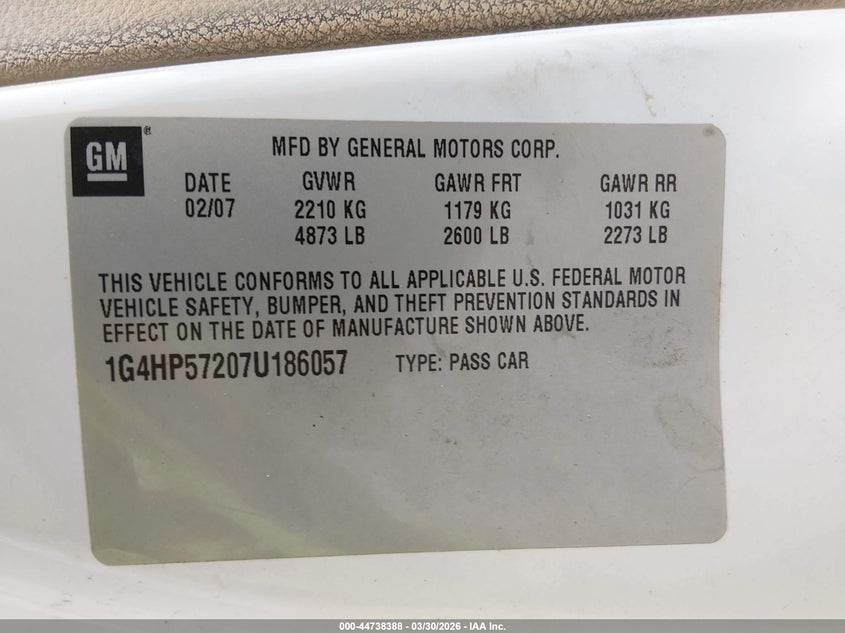 GM
MFD BY GENERAL MOTORS CORP.
DATE GVWR GAWR FRT GAWR RR
02/07 2210 KG 1179 KG 1031 KG
4873 LB 2600 LB 2273 LB
THIS VEHICLE CONFORMS TO ALL APPLICABLE U.S. FEDERAL MOTOR
VEHICLE SAFETY, BUMPER, AND THEFT PREVENTION STANDARDS IN
EFFECT ON THE DATE OF MANUFACTURE SHOWN ABOVE.
1G4HP57207U186057 TYPE: PASS CAR
000-44738388 - 03/30/2026 - IAA Inc.